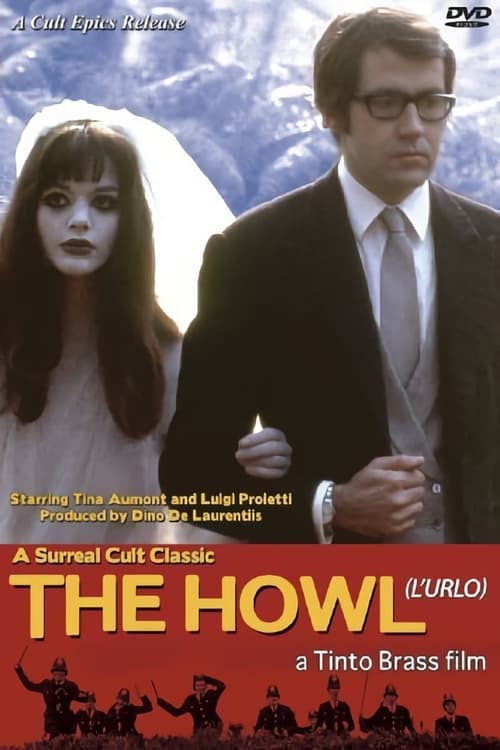 A Cult Epics Release
DVD
VIDEO
Starring Tina Aumont and Luigi Proletti
Produced by Dino De Laurentiis
A Surreal Cult Classic
THE HOWL
(L'URLO)
a Tinto Brass film